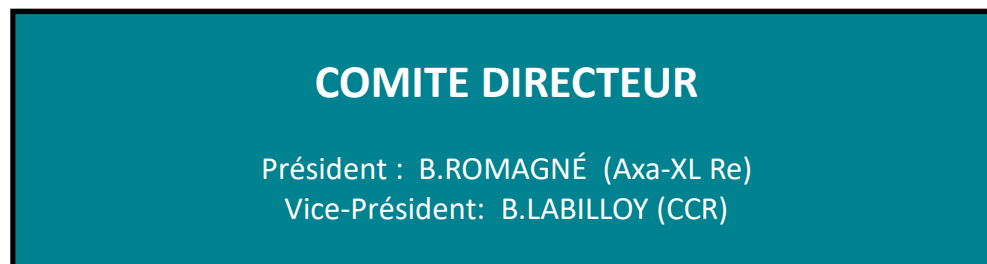 COMITE DIRECTEUR
Président : B.ROMAGNÉ (Axa-XL Re)
Vice-Président: B.LABILLOY (CCR)